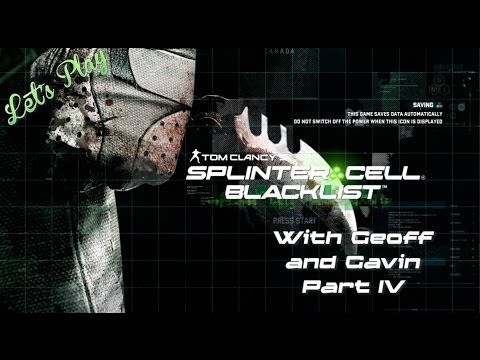 Let's Play
CANADA
SAVING
THIS GAME SAVES DATA AUTOMATICALLY
DO NOT SWITCH OFF THE POWER WHEN THIS ICON IS DISPLAYED
TOM CLANCY'S
SPLINTER CELL®
BLACKLIST™
PRESS START
With Geoff
and Gavin
Part IV